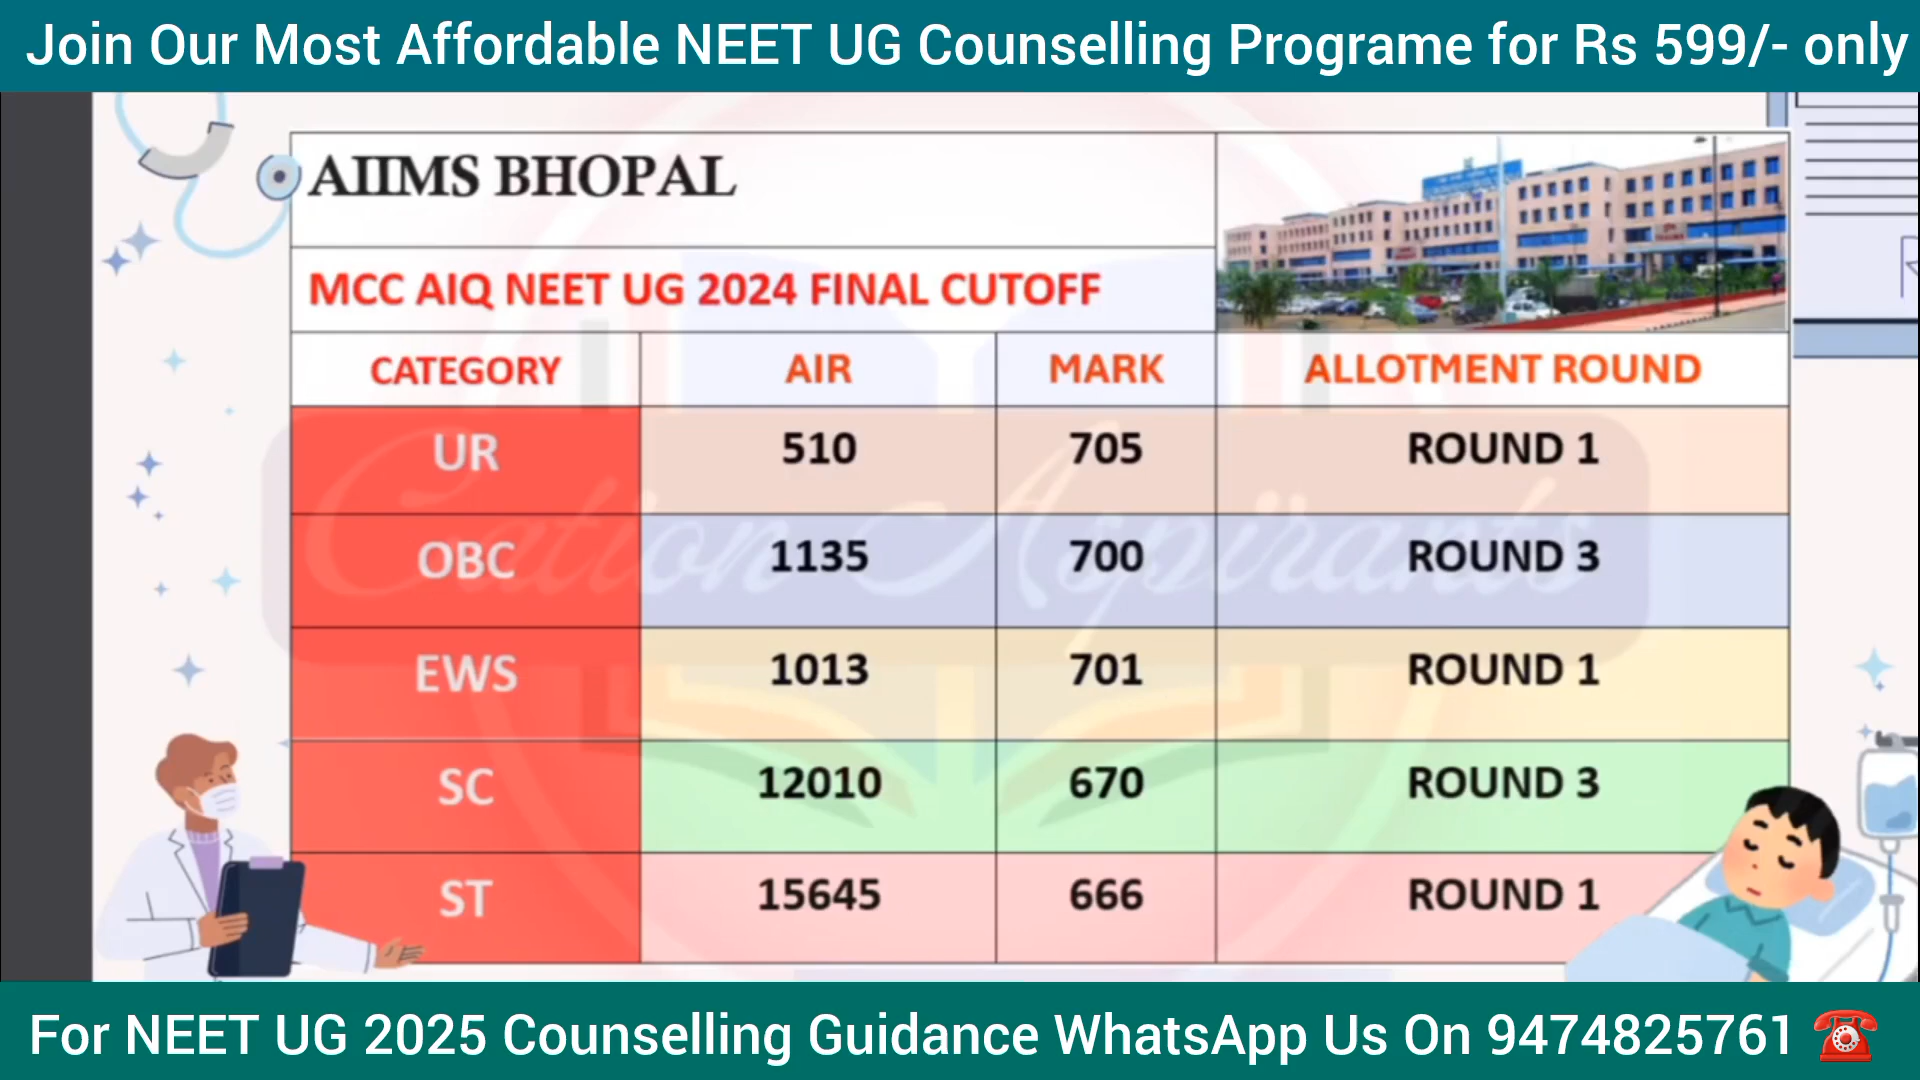 Join Our Most Affordable NEET UG Counselling Programe for Rs 599/- only
AIIMS BHOPAL
MCC AIQ NEET UG 2024 FINAL CUTOFF
CATEGORY AIR MARK ALLOTMENT ROUND
UR 510 705 ROUND 1
OBC 1135 700 ROUND 3
EWS 1013 701 ROUND 1
SC 12010 670 ROUND 3
ST 15645 666 ROUND 1
Cation Aspirants
For NEET UG 2025 Counselling Guidance WhatsApp Us On 9474825761 ☎️